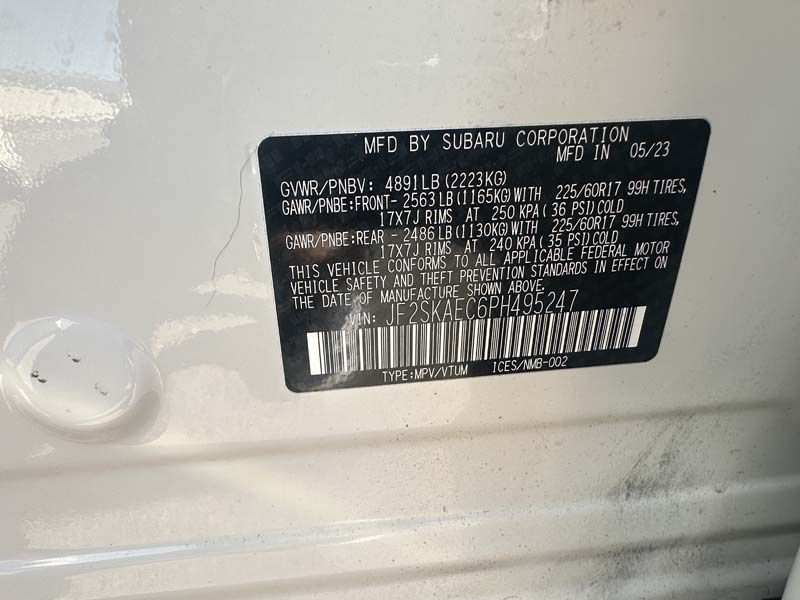 MFD BY SUBARU CORPORATION
MFD IN 05/23
GVWR/PNBV: 4891LB(2223KG)
GAWR/PNBE:FRONT- 2563LB(1165KG)WITH 225/60R17 99H TIRES,
17X7J RIMS AT 250 KPA( 36 PSI)COLD
GAWR/PNBE:REAR - 2486LB(1130KG)WITH 225/60R17 99H TIRES,
17X7J RIMS AT 240 KPA( 35 PSI)COLD
THIS VEHICLE CONFORMS TO ALL APPLICABLE FEDERAL MOTOR
VEHICLE SAFETY AND THEFT PREVENTION STANDARDS IN EFFECT ON
THE DATE OF MANUFACTURE SHOWN ABOVE.
VIN: JF2SKAEC6PH495247
TYPE:MPV/VTUM ICES/NMB-002